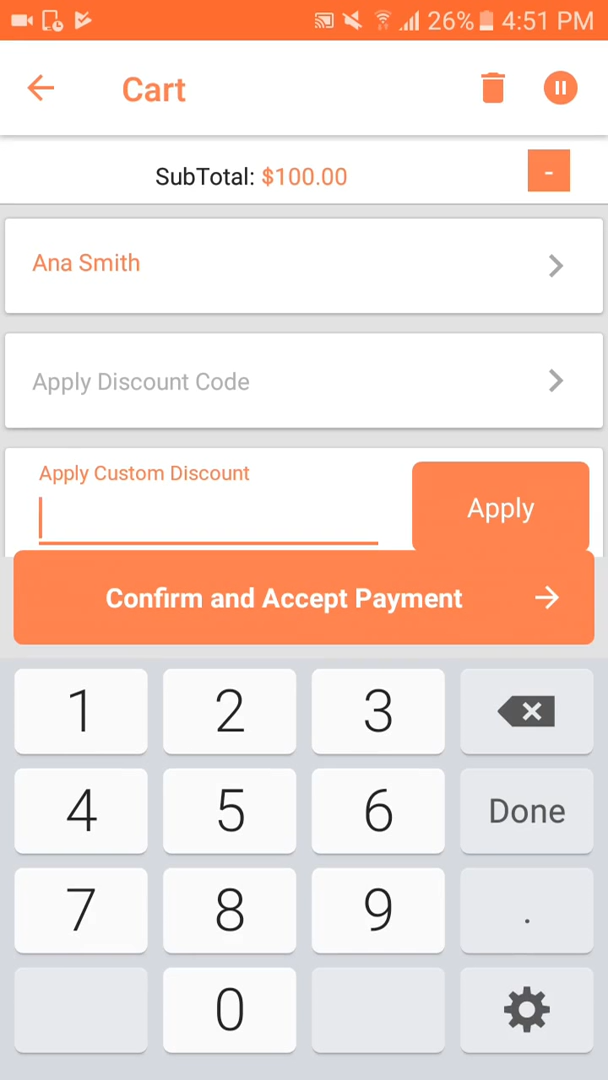 26% 4:51 PM
Cart
SubTotal: $100.00 -
Ana Smith
Apply Discount Code
Apply Custom Discount
Apply
Confirm and Accept Payment
1 2 3
4 5 6 Done
7 8 9 .
0